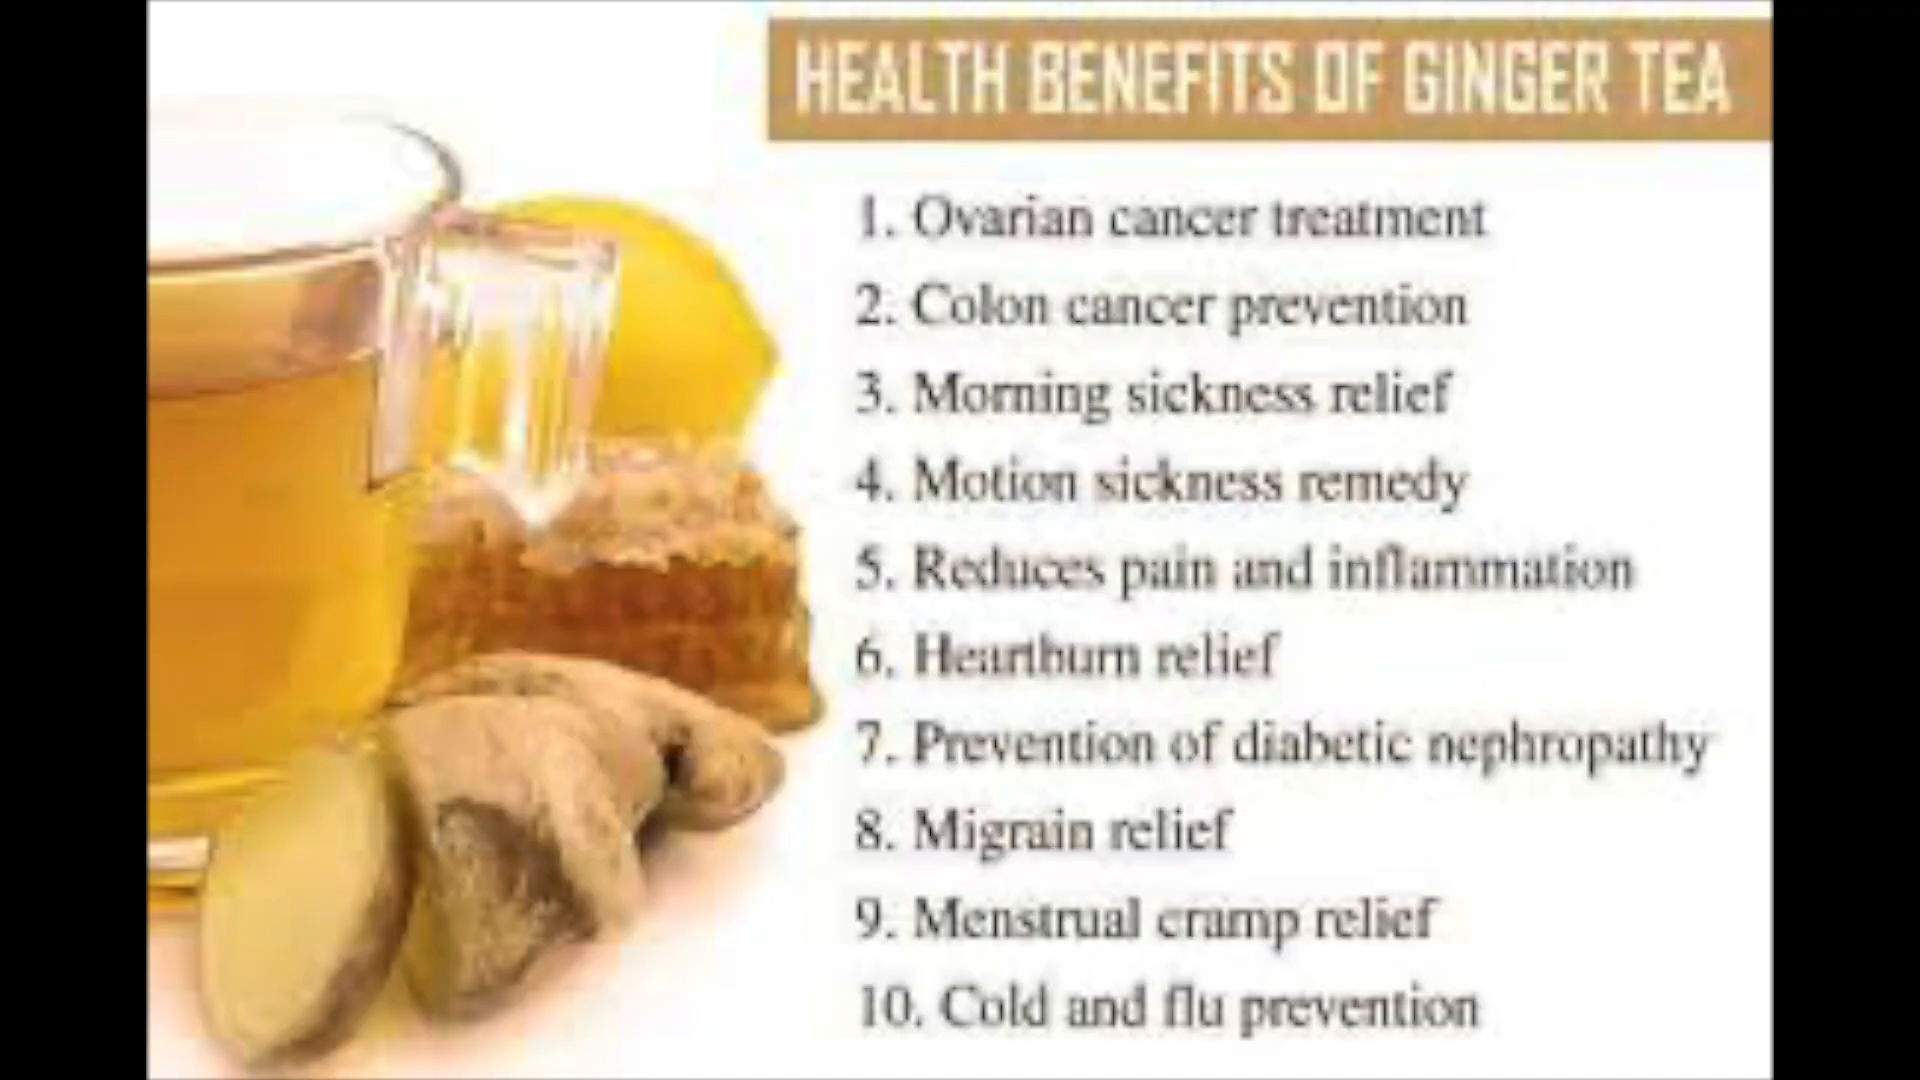 HEALTH BENEFITS OF GINGER TEA
1. Ovarian cancer treatment
2. Colon cancer prevention
3. Morning sickness relief
4. Motion sickness remedy
5. Reduces pain and inflammation
6. Heartburn relief
7. Prevention of diabetic nephropathy
8. Migrain relief
9. Menstrual cramp relief
10. Cold and flu prevention